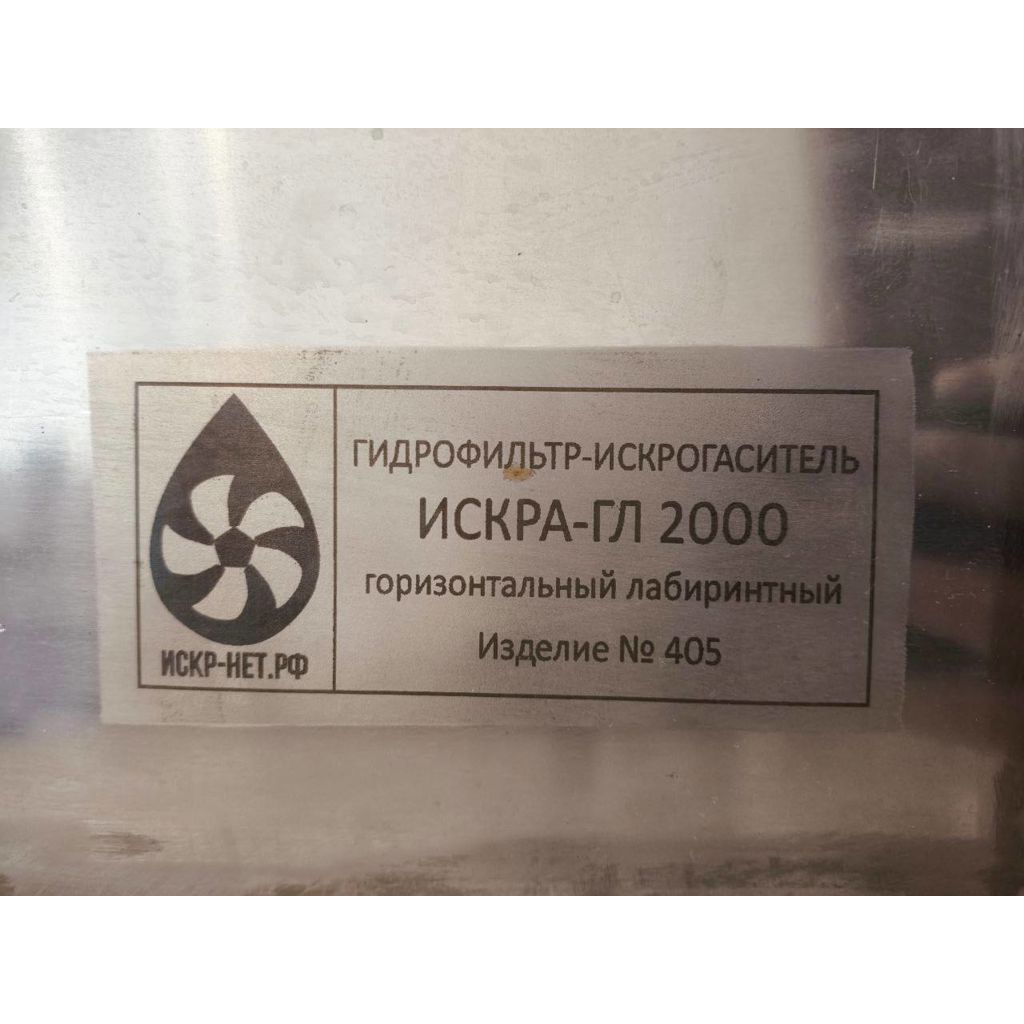 ГИДРОФИЛЬТР-ИСКРОГАСИТЕЛЬ
ИСКРА-ГЛ 2000
горизонтальный лабиринтный
Изделие № 405
ИСКР-НЕТ.РФ